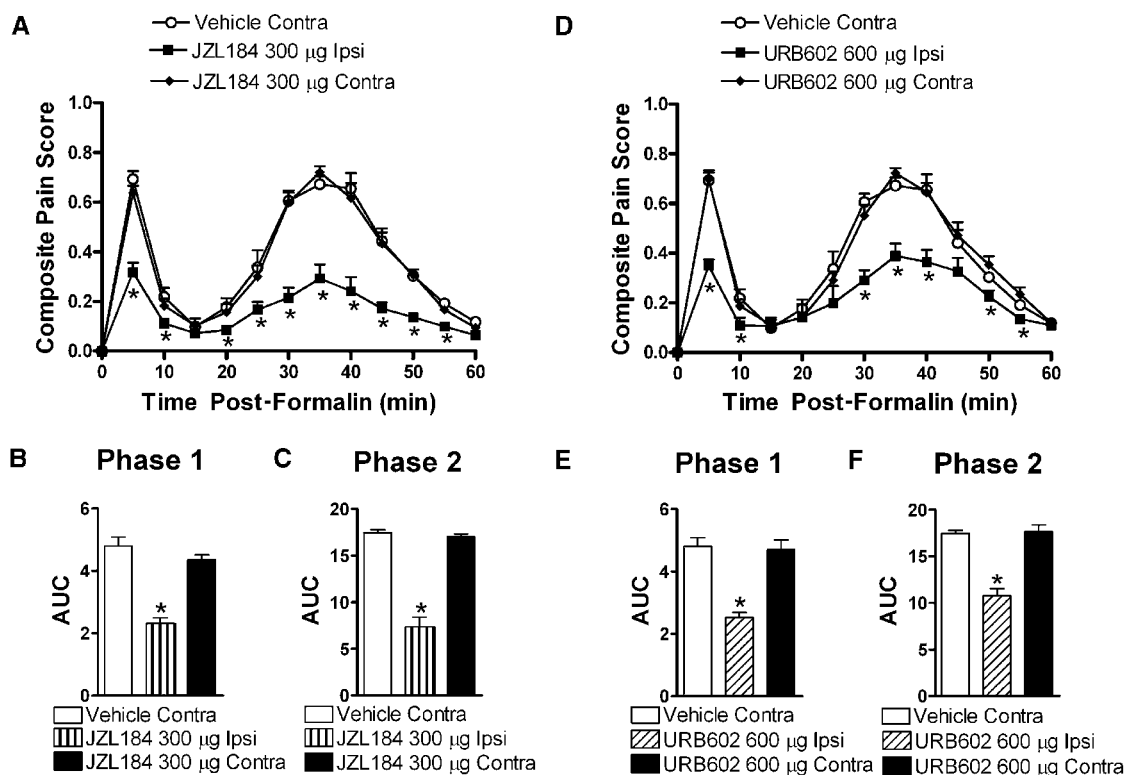 A
Vehicle Contra
JZL184 300 µg Ipsi
JZL184 300 µg Contra
Composite Pain Score
1.0
0.8
0.6
0.4
0.2
0.0
* * * * * * * * * *
0 10 20 30 40 50 60
Time Post-Formalin (min)
D
Vehicle Contra
URB602 600 µg Ipsi
URB602 600 µg Contra
Composite Pain Score
1.0
0.8
0.6
0.4
0.2
0.0
* * * * * * *
0 10 20 30 40 50 60
Time Post-Formalin (min)
B
Phase 1
AUC
6
4
2
0
*
Vehicle Contra
JZL184 300 µg Ipsi
JZL184 300 µg Contra
C
Phase 2
AUC
20
15
10
5
0
*
Vehicle Contra
JZL184 300 µg Ipsi
JZL184 300 µg Contra
E
Phase 1
AUC
6
4
2
0
*
Vehicle Contra
URB602 600 µg Ipsi
URB602 600 µg Contra
F
Phase 2
AUC
20
15
10
5
0
*
Vehicle Contra
URB602 600 µg Ipsi
URB602 600 µg Contra